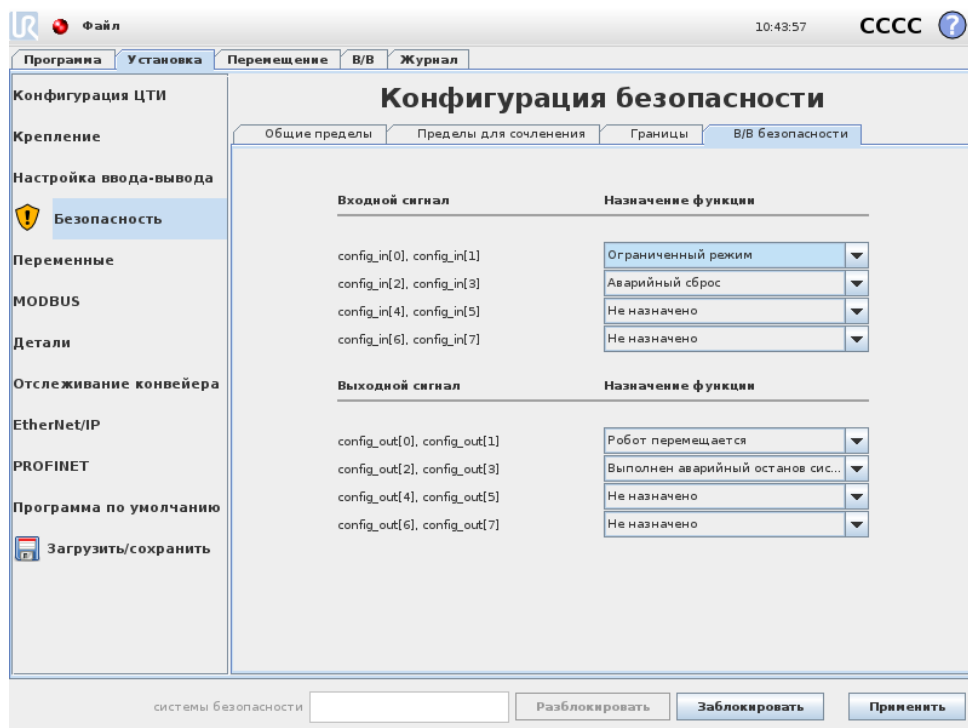 UR Файл 10:43:57 CCCC ?
Программа Установка Перемещение В/В Журнал
Конфигурация ЦТИ
Крепление
Настройка ввода-вывода
Безопасность
Переменные
MODBUS
Детали
Отслеживание конвейера
EtherNet/IP
PROFINET
Программа по умолчанию
Загрузить/сохранить
Конфигурация безопасности
Общие пределы Пределы для сочленения Границы В/В безопасности
Входной сигнал Назначение функции
config_in[0], config_in[1] Ограниченный режим
config_in[2], config_in[3] Аварийный сброс
config_in[4], config_in[5] Не назначено
config_in[6], config_in[7] Не назначено
Выходной сигнал Назначение функции
config_out[0], config_out[1] Робот перемещается
config_out[2], config_out[3] Выполнен аварийный останов сис...
config_out[4], config_out[5] Не назначено
config_out[6], config_out[7] Не назначено
системы безопасности Разблокировать Заблокировать Применить